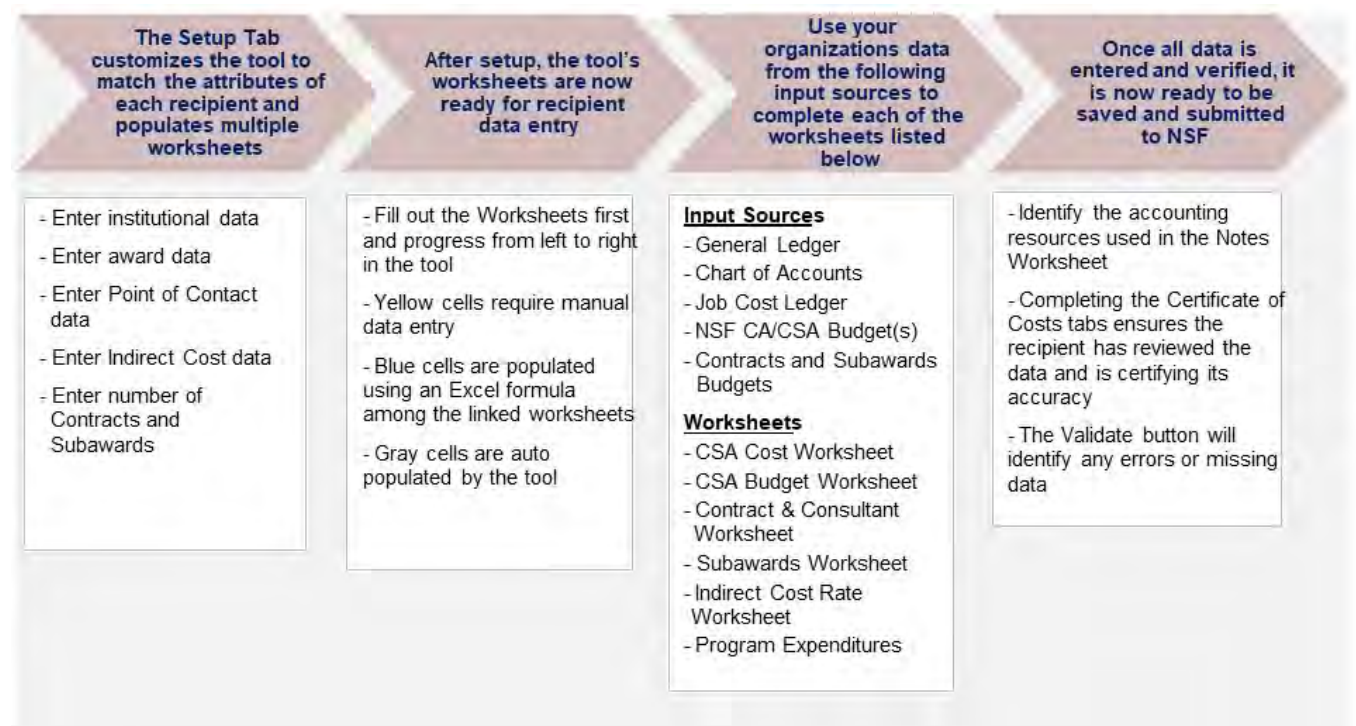 The Setup Tab
customizes the tool to
match the attributes of
each recipient and
populates multiple
worksheets
After setup, the tool's
worksheets are now
ready for recipient
data entry
Use your
organizations data
from the following
input sources to
complete each of the
worksheets listed
below
Once all data is
entered and verified, it
is now ready to be
saved and submitted
to NSF
- Enter institutional data
- Enter award data
- Enter Point of Contact
data
- Enter Indirect Cost data
- Enter number of
Contracts and
Subawards
- Fill out the Worksheets first
and progress from left to right
in the tool
- Yellow cells require manual
data entry
- Blue cells are populated
using an Excel formula
among the linked worksheets
- Gray cells are auto
populated by the tool
Input Sources
- General Ledger
- Chart of Accounts
- Job Cost Ledger
- NSF CA/CSA Budget(s)
- Contracts and Subawards
Budgets
Worksheets
- CSA Cost Worksheet
- CSA Budget Worksheet
- Contract & Consultant
Worksheet
- Subawards Worksheet
- Indirect Cost Rate
Worksheet
- Program Expenditures
- Identify the accounting
resources used in the Notes
Worksheet
- Completing the Certificate of
Costs tabs ensures the
recipient has reviewed the
data and is certifying its
accuracy
- The Validate button will
identify any errors or missing
data